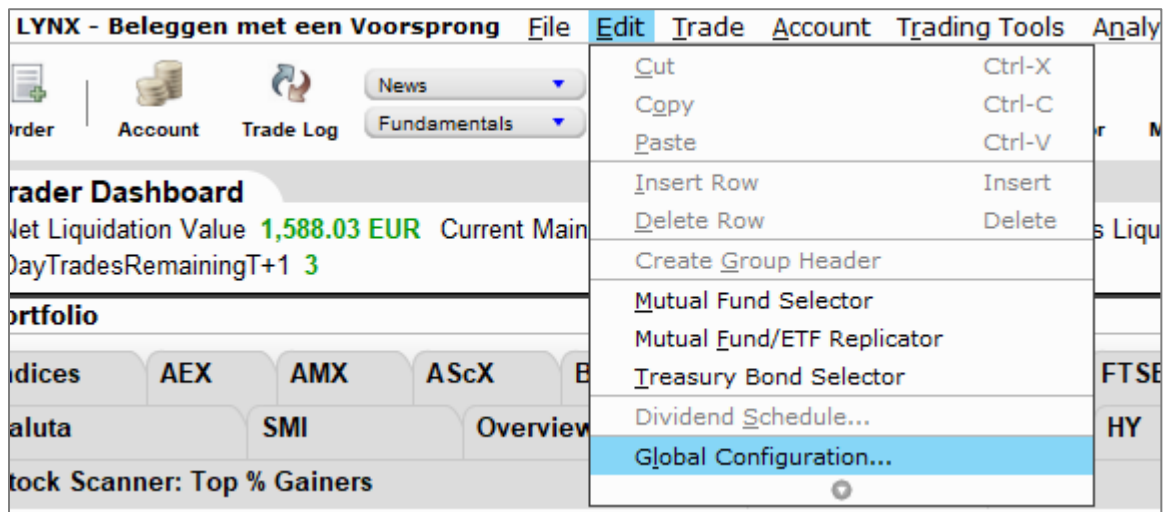 LYNX - Beleggen met een Voorsprong File Edit Trade Account Trading Tools Analy
Cut Ctrl-X
Copy Ctrl-C
Paste Ctrl-V
Insert Row Insert
Delete Row Delete
Create Group Header
Mutual Fund Selector
Mutual Fund/ETF Replicator
Treasury Bond Selector
Dividend Schedule...
Global Configuration...
News
Fundamentals
rder Account Trade Log
rader Dashboard
Net Liquidation Value 1,588.03 EUR Current Main s Liqu
DayTradesRemainingT+1 3
ortfolio
ndices AEX AMX AScX B FTSE
aluta SMI Overview HY
tock Scanner: Top % Gainers